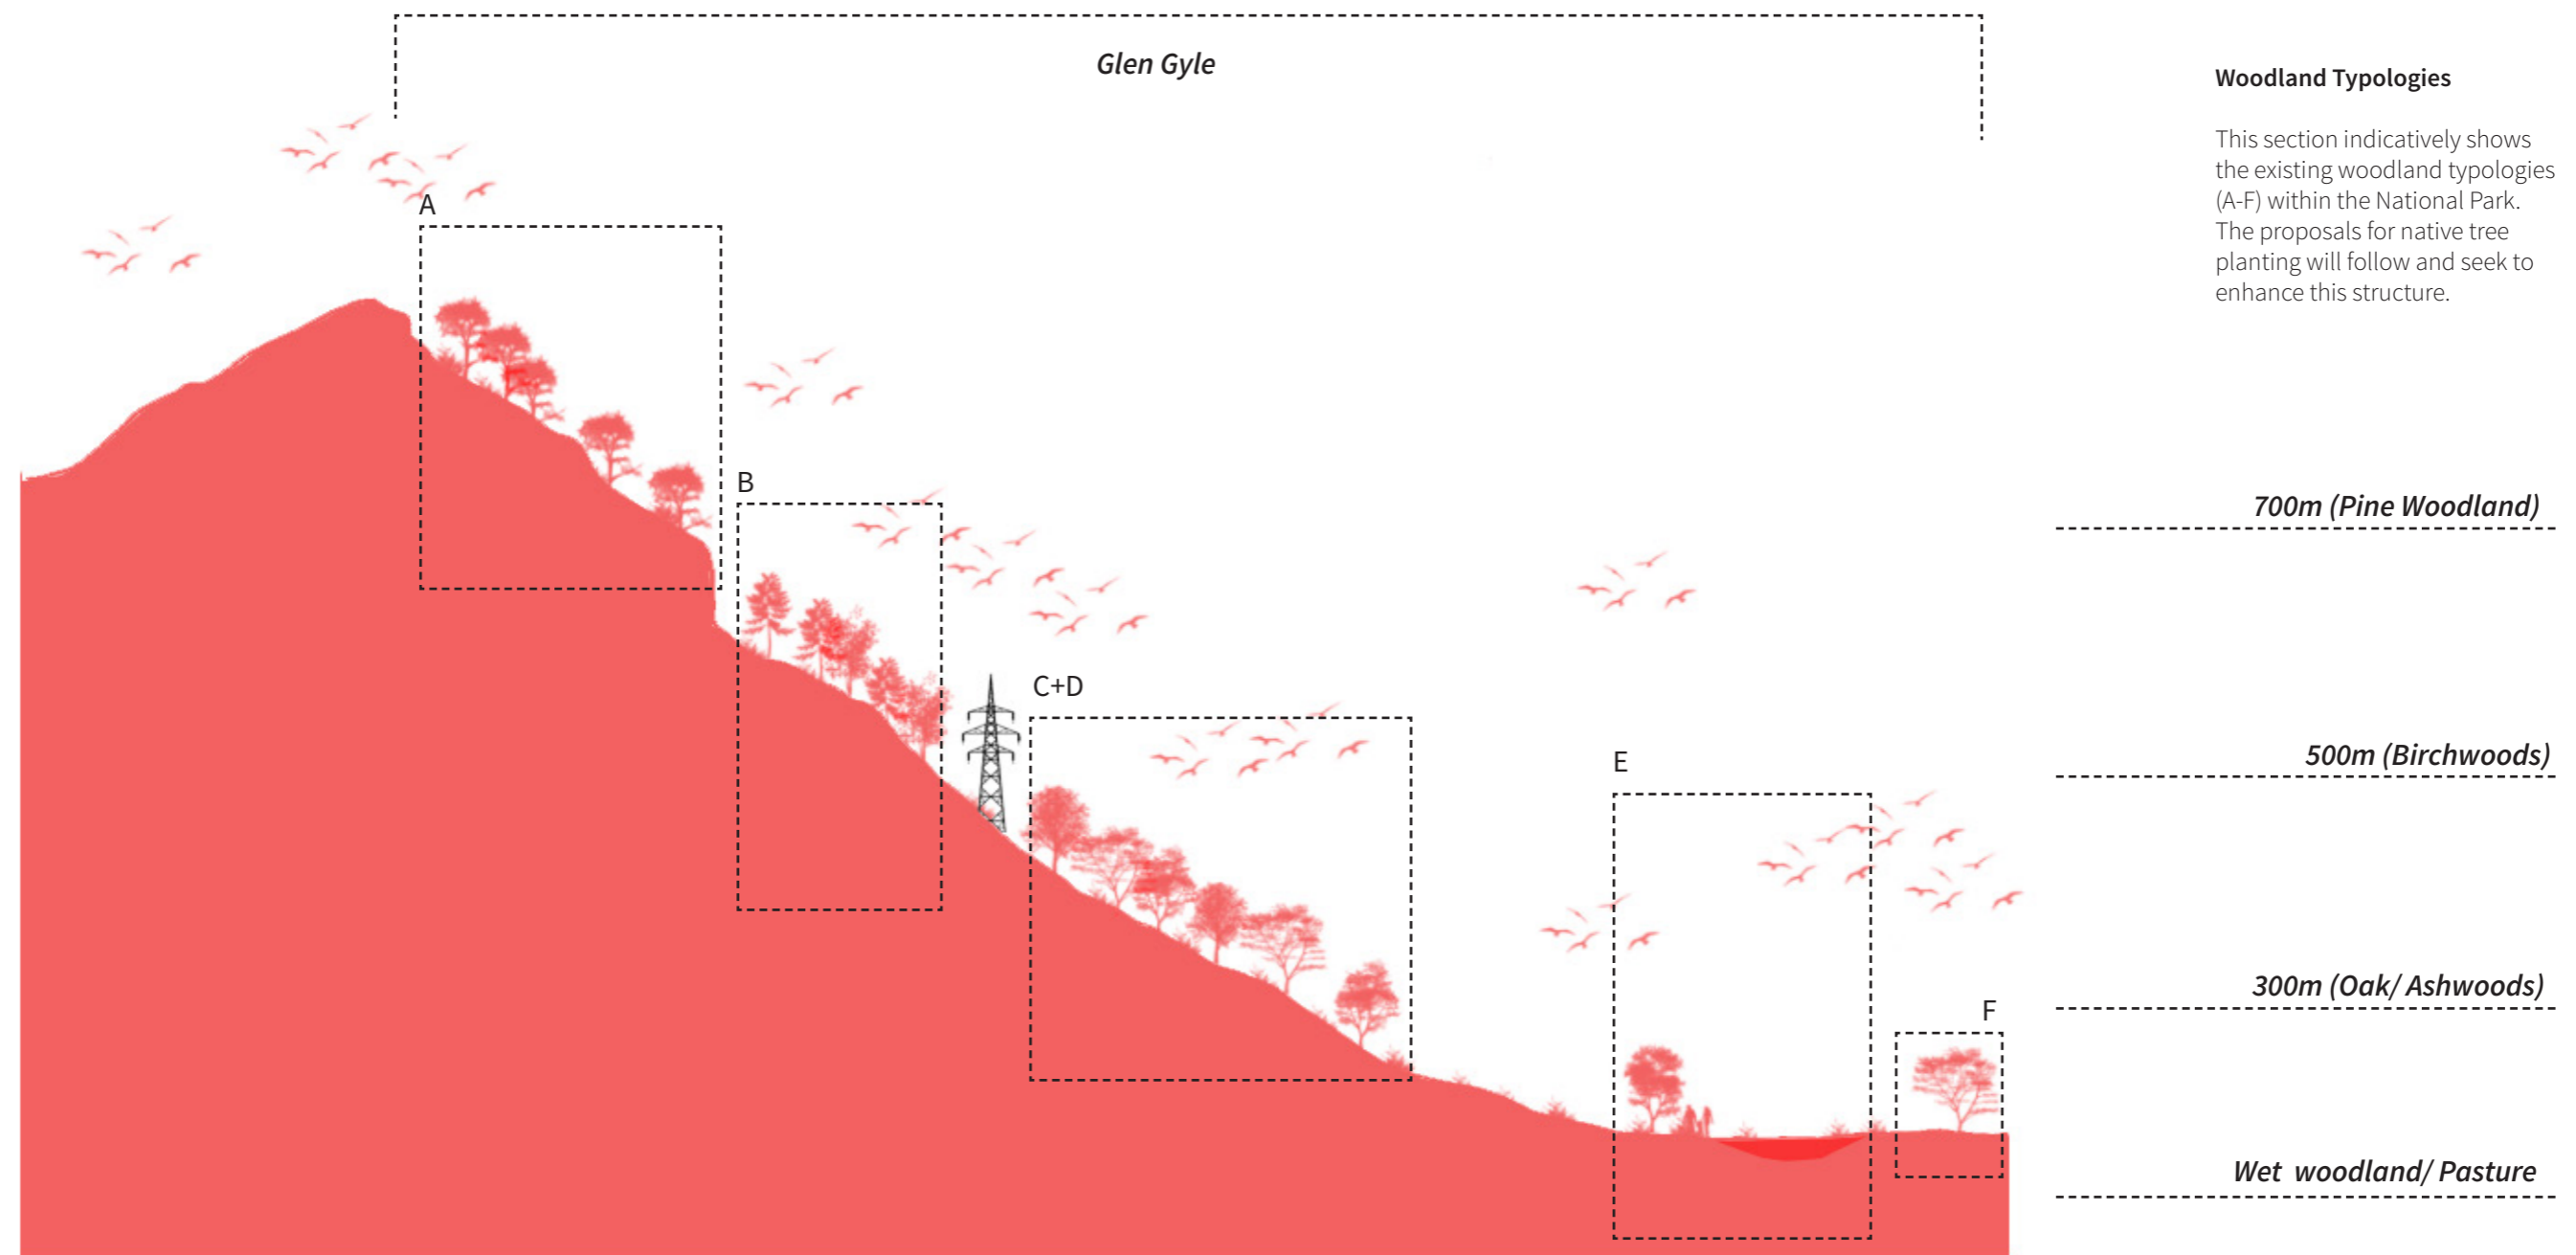 Glen Gyle
Woodland Typologies
This section indicatively shows
the existing woodland typologies
(A-F) within the National Park.
The proposals for native tree
planting will follow and seek to
enhance this structure.
A
B
C+D
E
F
700m (Pine Woodland)
500m (Birchwoods)
300m (Oak/ Ashwoods)
Wet woodland/ Pasture